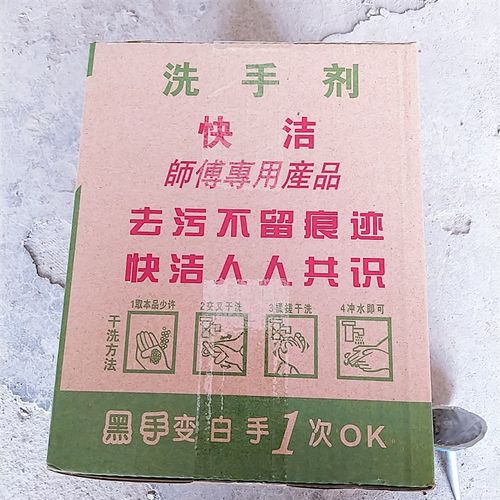 洗手剂
快洁
師傅專用産品
去污不留痕迹
快洁人人共识
干洗方法
1取本品少许 2交叉干洗 3揉搓干洗 4冲水即可
黑手变白手1次OK